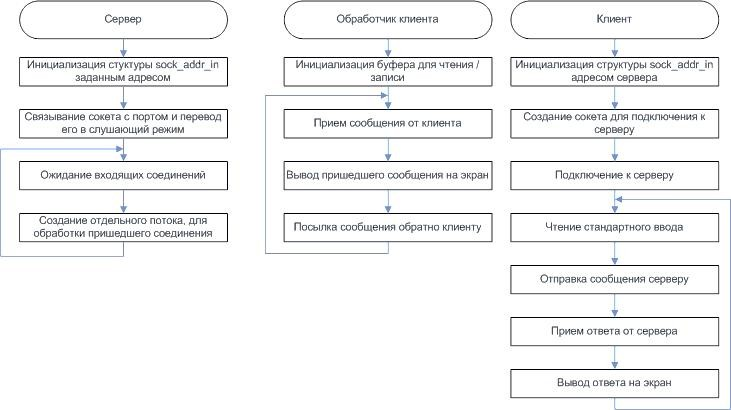 Сервер
Инициализация стуктуры sock_addr_in
заданным адресом
Связывание сокета с портом и перевод
его в слушающий режим
Ожидание входящих соединений
Создание отдельного потока, для
обработки пришедшего соединения
Обработчик клиента
Инициализация буфера для чтения /
записи
Прием сообщения от клиента
Вывод пришедшего сообщения на экран
Посылка сообщения обратно клиенту
Клиент
Инициализация структуры sock_addr_in
адресом сервера
Создание сокета для подключения к
серверу
Подключение к серверу
Чтение стандартного ввода
Отправка сообщения серверу
Прием ответа от сервера
Вывод ответа на экран